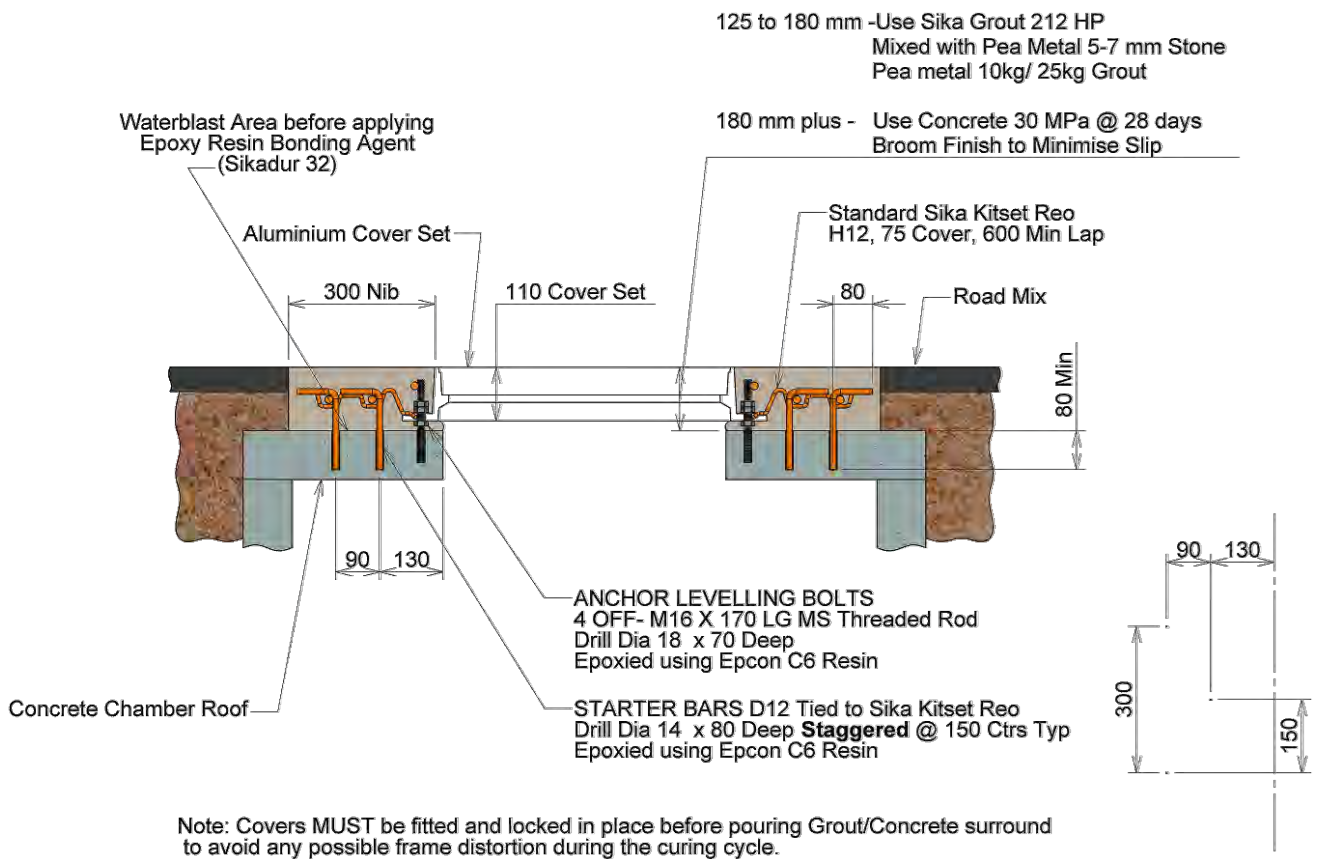 125 to 180 mm -Use Sika Grout 212 HP
Mixed with Pea Metal 5-7 mm Stone
Pea metal 10kg/ 25kg Grout
180 mm plus - Use Concrete 30 MPa @ 28 days
Broom Finish to Minimise Slip
Waterblast Area before applying
Epoxy Resin Bonding Agent
(Sikadur 32)
Standard Sika Kitset Reo
H12, 75 Cover, 600 Min Lap
Aluminium Cover Set
300 Nib
110 Cover Set
80
Road Mix
80 Min
90
130
ANCHOR LEVELLING BOLTS
4 OFF- M16 X 170 LG MS Threaded Rod
Drill Dia 18 x 70 Deep
Epoxied using Epcon C6 Resin
Concrete Chamber Roof
STARTER BARS D12 Tied to Sika Kitset Reo
Drill Dia 14 x 80 Deep Staggered @ 150 Ctrs Typ
Epoxied using Epcon C6 Resin
90
130
300
150
Note: Covers MUST be fitted and locked in place before pouring Grout/Concrete surround
to avoid any possible frame distortion during the curing cycle.